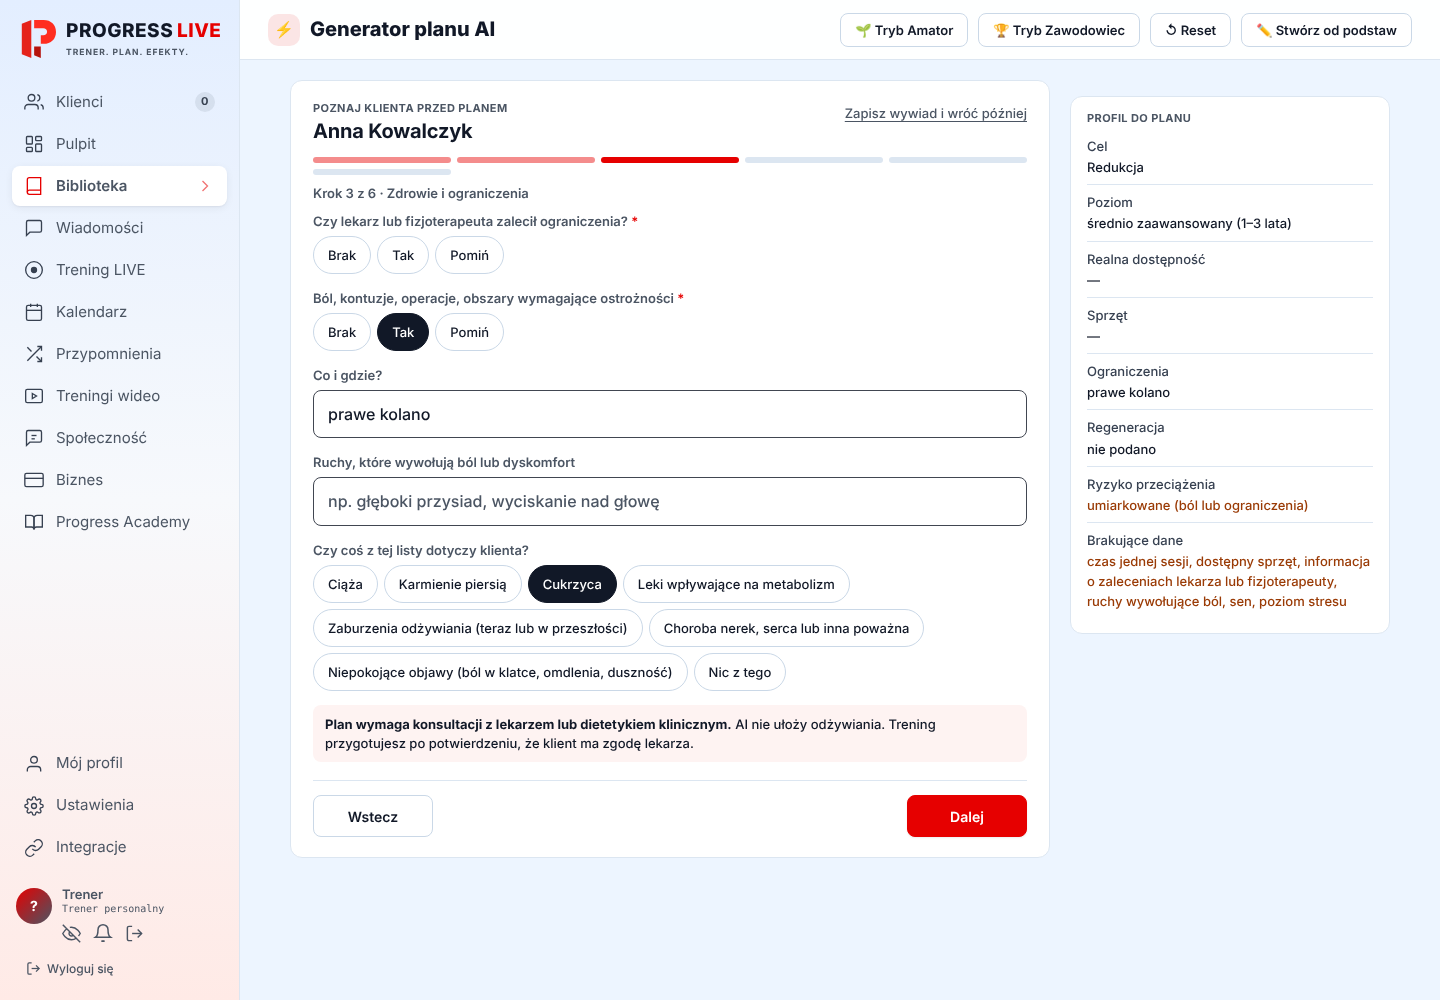 PROGRESS LIVE
TRENER. PLAN. EFEKTY.
Klienci
0
Pulpit
Biblioteka
Wiadomości
Trening LIVE
Kalendarz
Przypomnienia
Treningi wideo
Społeczność
Biznes
Progress Academy
Mój profil
Ustawienia
Integracje
?
Trener
Trener personalny
Wyloguj się
Generator planu AI
Tryb Amator
Tryb Zawodowiec
Reset
Stwórz od podstaw
POZNAJ KLIENTA PRZED PLANEM
Anna Kowalczyk
Zapisz wywiad i wróć później
Krok 3 z 6 · Zdrowie i ograniczenia
Czy lekarz lub fizjoterapeuta zalecił ograniczenia? *
Brak
Tak
Pomiń
Ból, kontuzje, operacje, obszary wymagające ostrożności *
Brak
Tak
Pomiń
Co i gdzie?
prawe kolano
Ruchy, które wywołują ból lub dyskomfort
np. głęboki przysiad, wyciskanie nad głowę
Czy coś z tej listy dotyczy klienta?
Ciąża
Karmienie piersią
Cukrzyca
Leki wpływające na metabolizm
Zaburzenia odżywiania (teraz lub w przeszłości)
Choroba nerek, serca lub inna poważna
Niepokojące objawy (ból w klatce, omdlenia, duszność)
Nic z tego
Plan wymaga konsultacji z lekarzem lub dietetykiem klinicznym. AI nie ułoży odżywiania. Trening
przygotujesz po potwierdzeniu, że klient ma zgodę lekarza.
Wstecz
Dalej
PROFIL DO PLANU
Cel
Redukcja
Poziom
średnio zaawansowany (1–3 lata)
Realna dostępność
—
Sprzęt
—
Ograniczenia
prawe kolano
Regeneracja
nie podano
Ryzyko przeciążenia
umiarkowane (ból lub ograniczenia)
Brakujące dane
czas jednej sesji, dostępny sprzęt, informacja
o zaleceniach lekarza lub fizjoterapeuty,
ruchy wywołujące ból, sen, poziom stresu